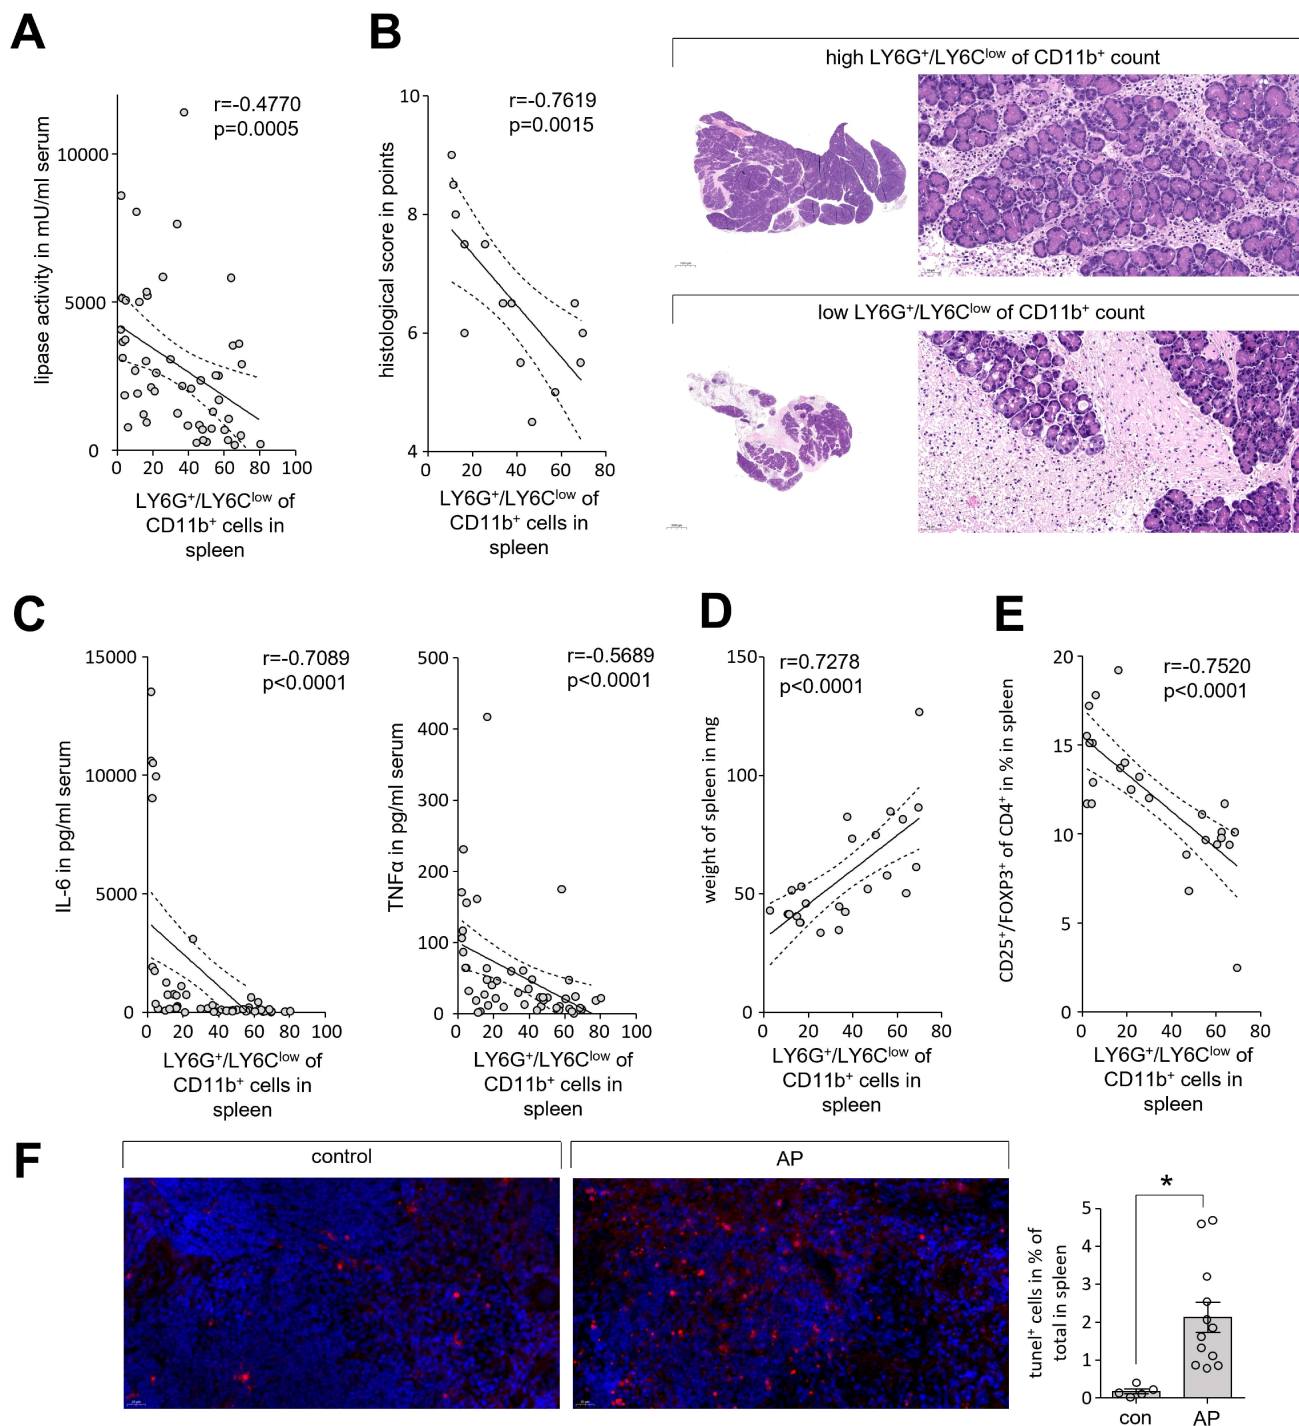 A
r=-0.4770
p=0.0005
lipase activity in mU/ml serum
10000
5000
0
0 20 40 60 80 100
LY6G⁺/LY6Cˡᵒʷ of
CD11b⁺ cells in
spleen
B
r=-0.7619
p=0.0015
histological score in points
10
8
6
4
0 20 40 60 80
LY6G⁺/LY6Cˡᵒʷ of
CD11b⁺ cells in
spleen
high LY6G⁺/LY6Cˡᵒʷ of CD11b⁺ count
low LY6G⁺/LY6Cˡᵒʷ of CD11b⁺ count
C
r=-0.7089
p<0.0001
IL-6 in pg/ml serum
15000
10000
5000
0
0 20 40 60 80 100
LY6G⁺/LY6Cˡᵒʷ of
CD11b⁺ cells in
spleen
r=-0.5689
p<0.0001
TNFα in pg/ml serum
500
400
300
200
100
0
0 20 40 60 80 100
LY6G⁺/LY6Cˡᵒʷ of
CD11b⁺ cells in
spleen
D
r=0.7278
p<0.0001
weight of spleen in mg
150
100
50
0
0 20 40 60 80
LY6G⁺/LY6Cˡᵒʷ of
CD11b⁺ cells in
spleen
E
r=-0.7520
p<0.0001
CD25⁺/FOXP3⁺ of CD4⁺ in % in spleen
20
15
10
5
0
0 20 40 60 80
LY6G⁺/LY6Cˡᵒʷ of
CD11b⁺ cells in
spleen
F
control
AP
tunel⁺ cells in % of
total in spleen
*
5
4
3
2
1
0
con AP